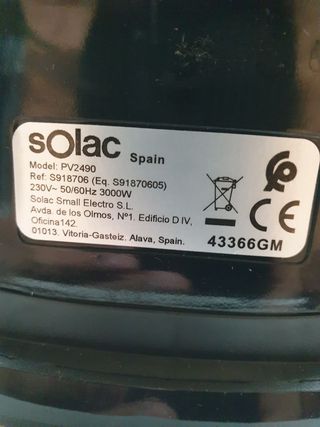 solac Spain
Model: PV2490
Ref: S918706 (Eq. S91870605)
230V~ 50/60Hz 3000W
Solac Small Electro S.L.
Avda. de los Olmos, Nº1. Edificio D IV,
Oficina142.
01013. Vitoria-Gasteiz. Alava, Spain.
CE
43366GM